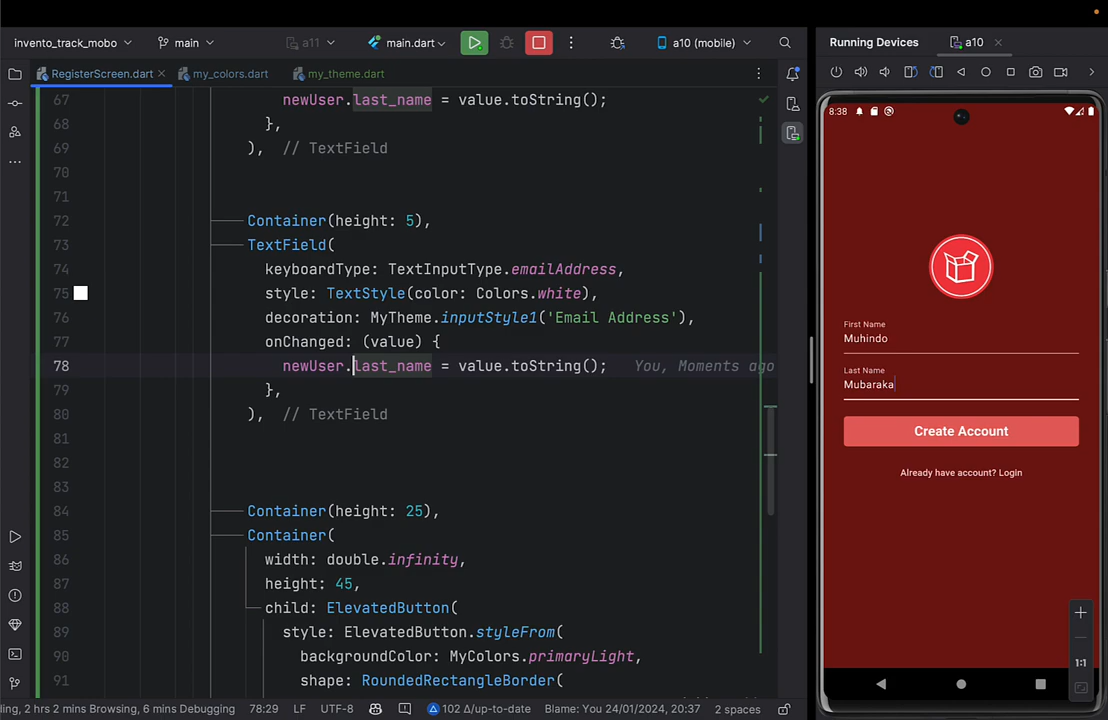 invento_track_mobo
main
a11
main.dart
a10 (mobile)
Running Devices
a10
RegisterScreen.dart
my_colors.dart
my_theme.dart
67 newUser.last_name = value.toString();
68 },
69 ), // TextField
70
71
72 Container(height: 5),
73 TextField(
74 keyboardType: TextInputType.emailAddress,
75 style: TextStyle(color: Colors.white),
76 decoration: MyTheme.inputStyle1('Email Address'),
77 onChanged: (value) {
78 newUser.last_name = value.toString(); You, Moments ago
79 },
80 ), // TextField
81
82
83
84 Container(height: 25),
85 Container(
86 width: double.infinity,
87 height: 45,
88 child: ElevatedButton(
89 style: ElevatedButton.styleFrom(
90 backgroundColor: MyColors.primaryLight,
91 shape: RoundedRectangleBorder(
ling, 2 hrs 2 mins Browsing, 6 mins Debugging
78:29
LF
UTF-8
102 Δ/up-to-date
Blame: You 24/01/2024, 20:37
2 spaces
8:38
First Name
Muhindo
Last Name
Mubaraka
Create Account
Already have account? Login
1:1